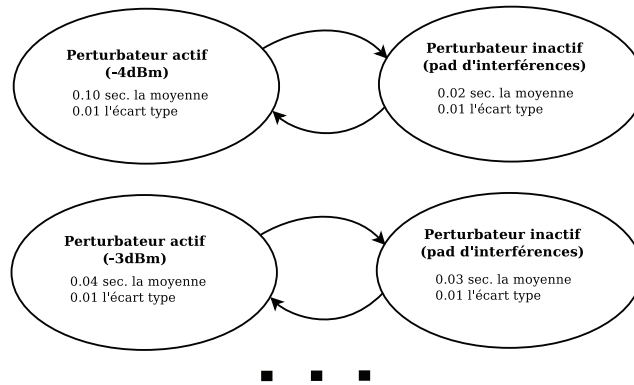 Perturbateur actif
(-4dBm)
0.10 sec. la moyenne
0.01 l'écart type
Perturbateur inactif
(pad d'interférences)
0.02 sec. la moyenne
0.01 l'écart type
Perturbateur actif
(-3dBm)
0.04 sec. la moyenne
0.01 l'écart type
Perturbateur inactif
(pad d'interférences)
0.03 sec. la moyenne
0.01 l'écart type